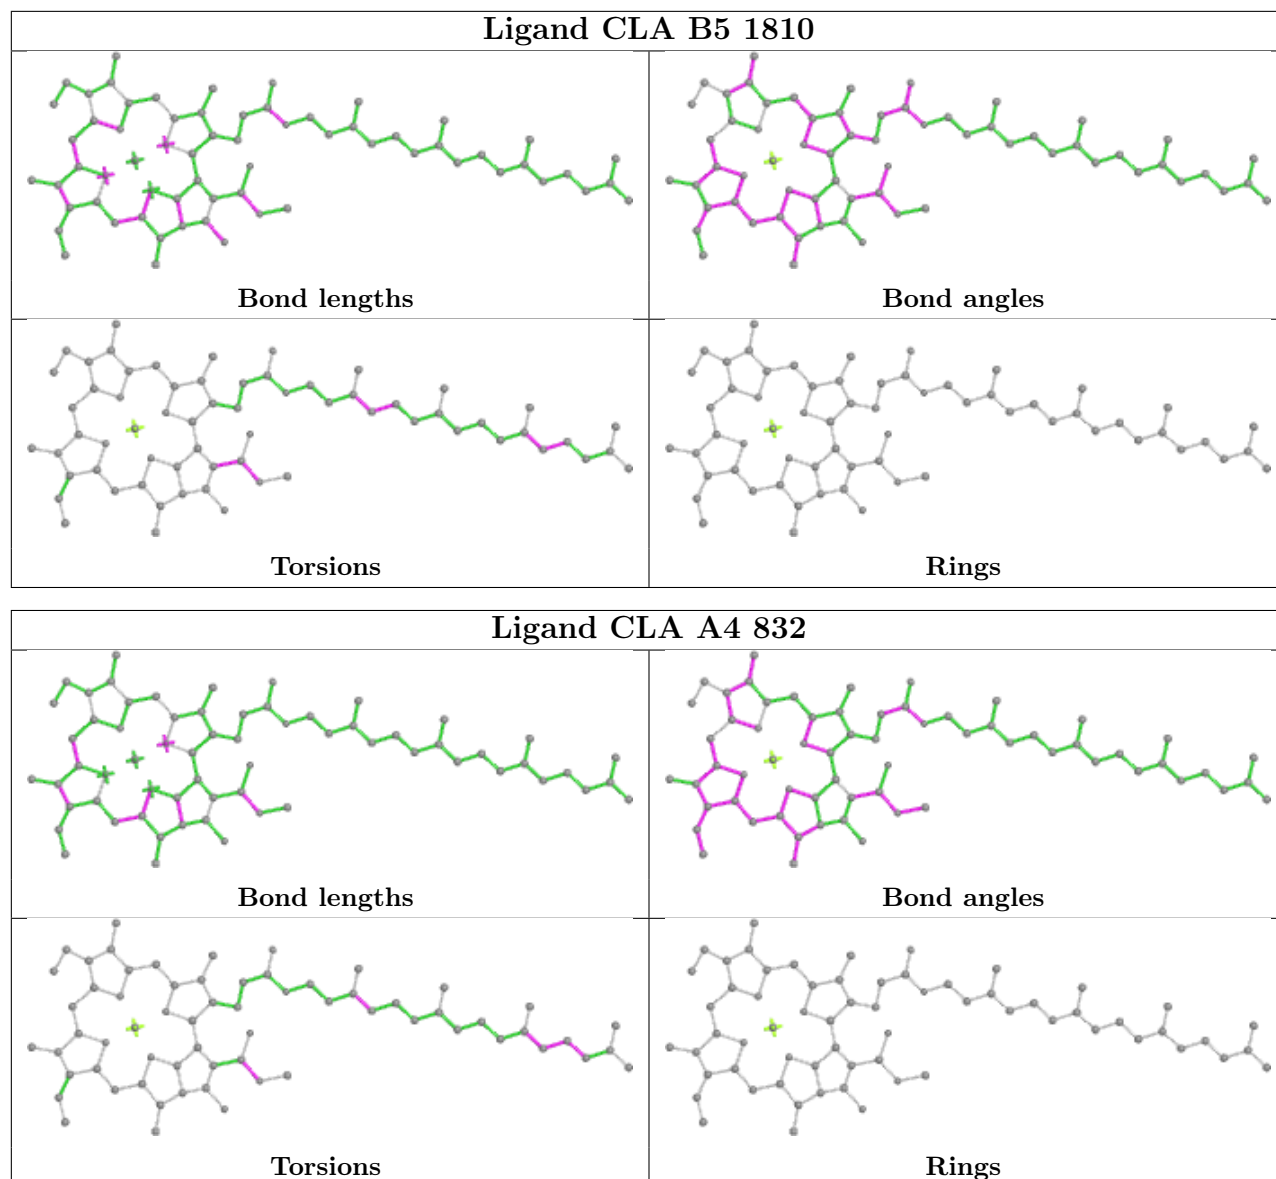 Ligand CLA B5 1810
Bond lengths
Bond angles
Torsions
Rings
Ligand CLA A4 832
Bond lengths
Bond angles
Torsions
Rings